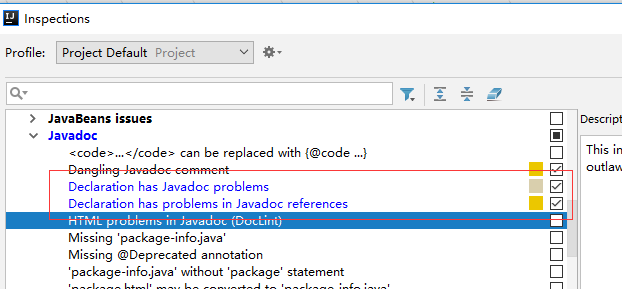 Inspections
Profile: Project Default Project
JavaBeans issues
Descript
Javadoc
This in
<code>...</code> can be replaced with {@code ...}
outlaw
Dangling Javadoc comment
Declaration has Javadoc problems
Declaration has problems in Javadoc references
HTML problems in Javadoc (DocLint)
Missing 'package-info.java'
Missing @Deprecated annotation
'package-info.java' without 'package' statement
'package.html' may be converted to 'package-info.java'